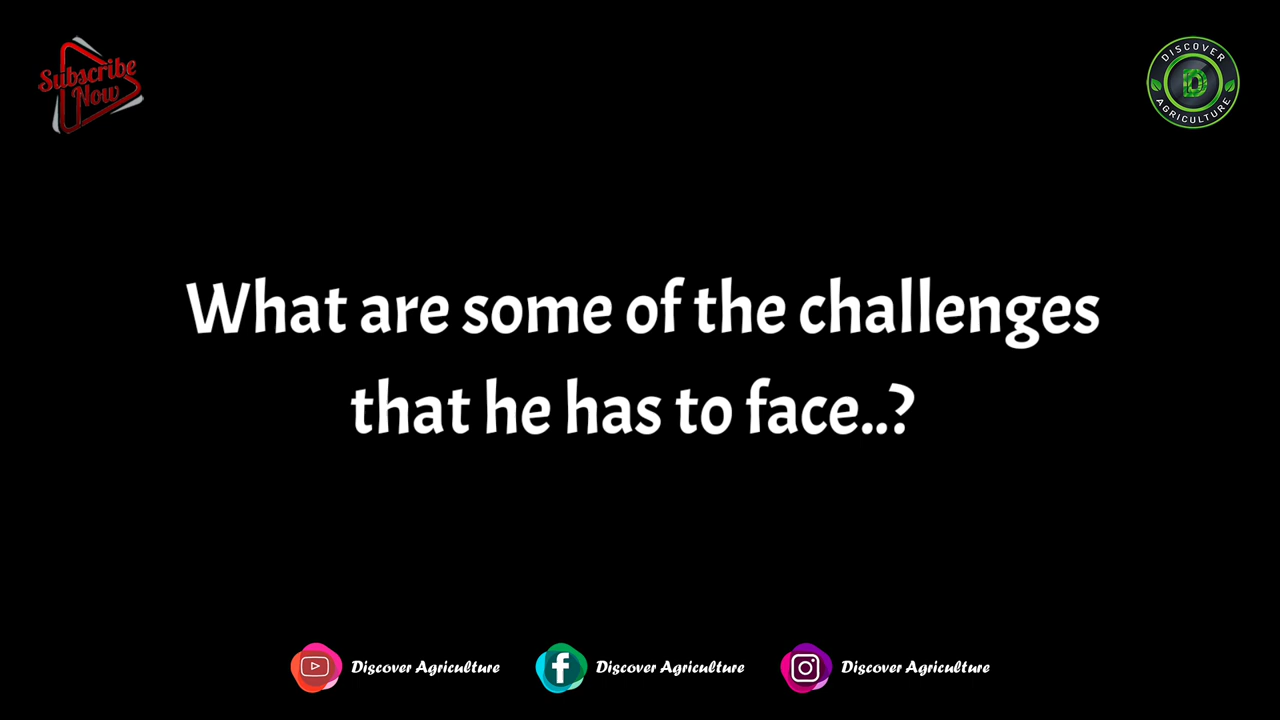 Subscribe
Now
DISCOVER
D
AGRICULTURE
What are some of the challenges
that he has to face..?
Discover Agriculture
Discover Agriculture
Discover Agriculture